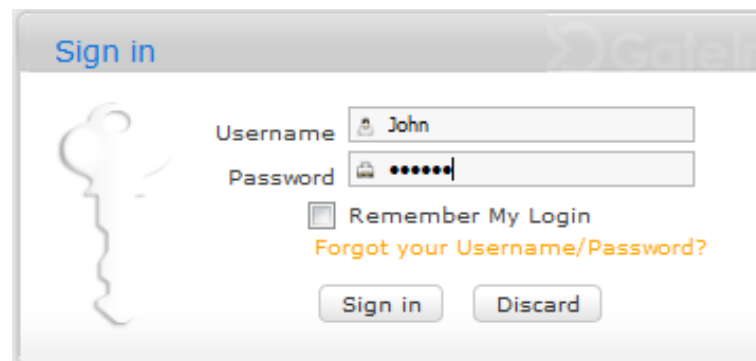 Sign in
Username John
Password ••••••
Remember My Login
Forgot your Username/Password?
Sign in Discard